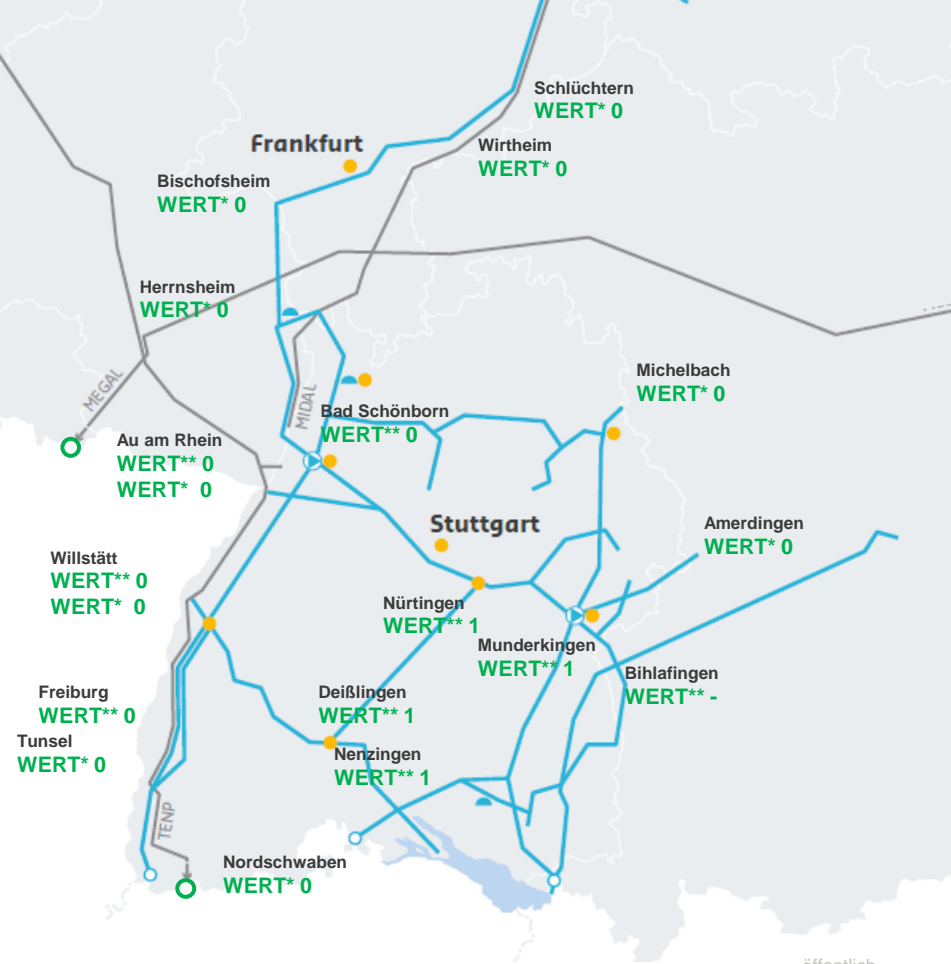 Schlüchtern
WERT* 0
Frankfurt
Wirtheim
WERT* 0
Bischofsheim
WERT* 0
Herrnsheim
WERT* 0
MEGAL
MIDAL
Michelbach
WERT* 0
Bad Schönborn
WERT** 0
Au am Rhein
WERT** 0
WERT* 0
Stuttgart
Amerdingen
WERT* 0
Willstätt
WERT** 0
WERT* 0
Nürtingen
WERT** 1
Munderkingen
WERT** 1
Bihlafingen
WERT** -
Freiburg
WERT** 0
Deißlingen
WERT** 1
Tunsel
WERT* 0
Nenzingen
WERT** 1
TENP
Nordschwaben
WERT* 0
öffentlich